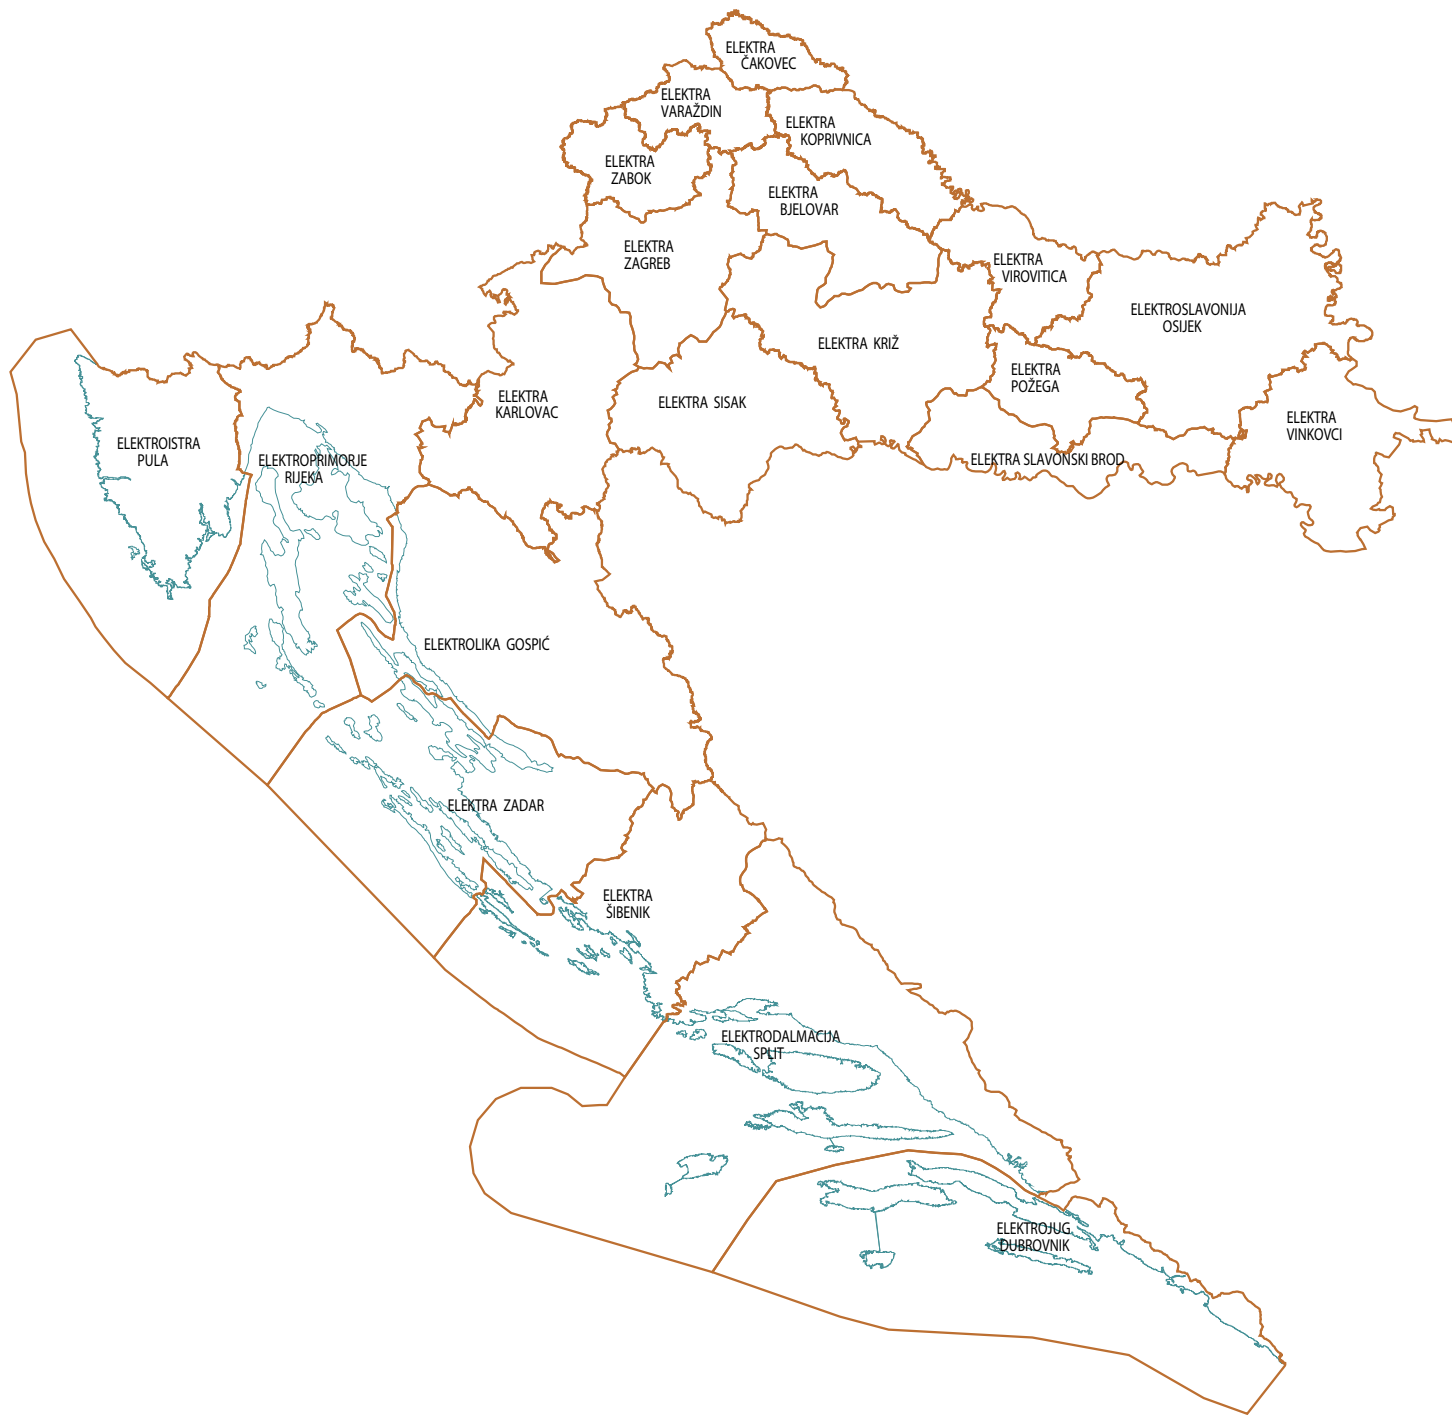 ELEKTRA
ČAKOVEC
ELEKTRA
VARAŽDIN
ELEKTRA
KOPRIVNICA
ELEKTRA
ZABOK
ELEKTRA
BJELOVAR
ELEKTRA
ZAGREB
ELEKTRA
VIROVITICA
ELEKTROSLAVONIJA
OSIJEK
ELEKTRA KRIŽ
ELEKTRA
POŽEGA
ELEKTRA
KARLOVAC
ELEKTRA SISAK
ELEKTRA
VINKOVCI
ELEKTROISTRA
PULA
ELEKTROPRIMORJE
RIJEKA
ELEKTRA SLAVONSKI BROD
ELEKTROLIKA GOSPIĆ
ELEKTRA ZADAR
ELEKTRA
ŠIBENIK
ELEKTRODALMACIJA
SPLIT
ELEKTROJUG
DUBROVNIK